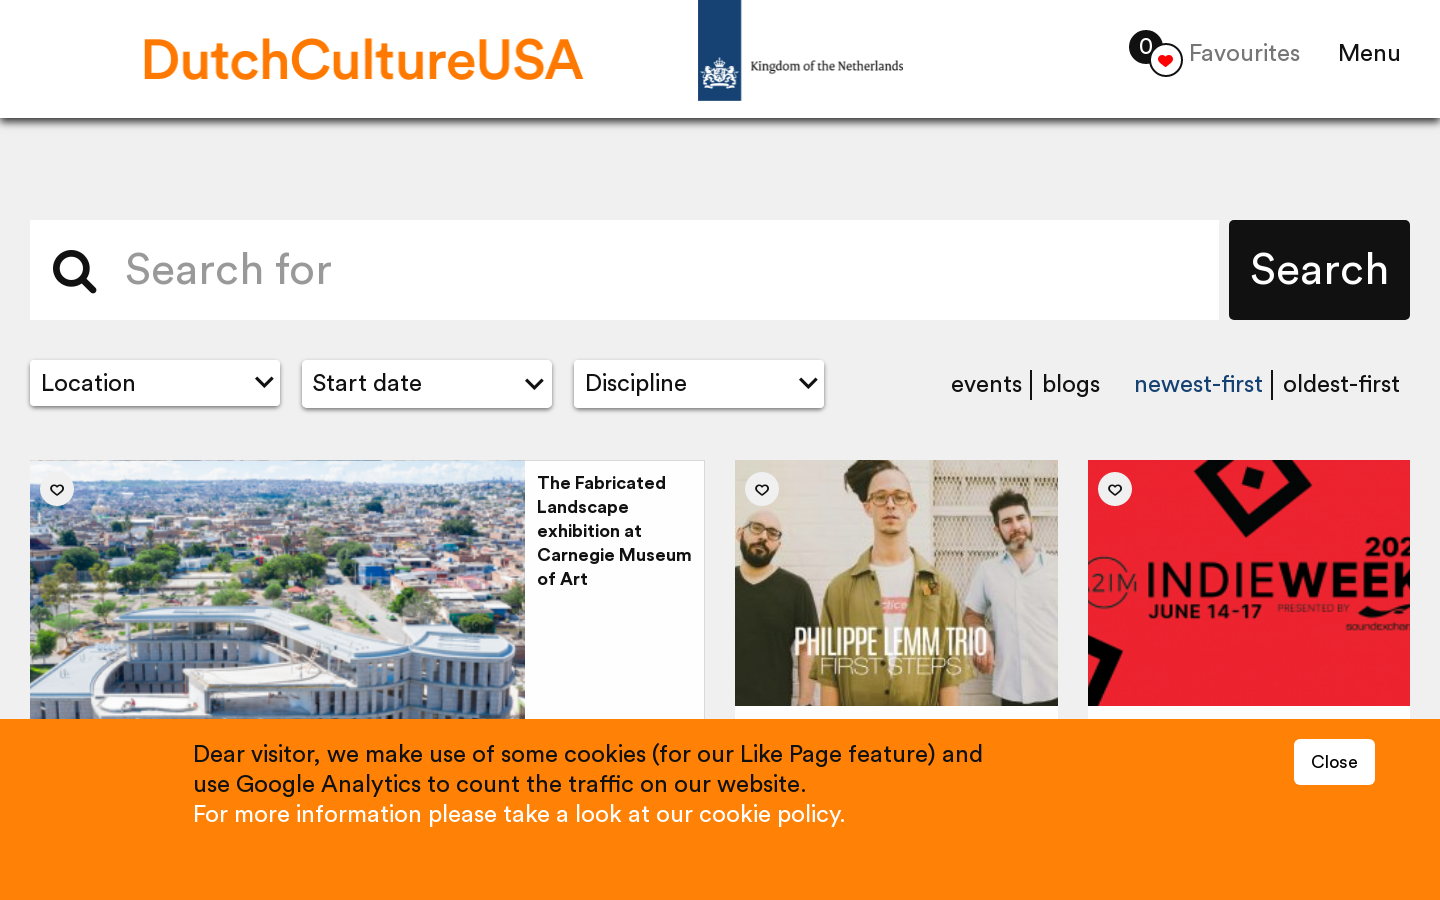 DutchCultureUSA
Kingdom of the Netherlands
0
Favourites
Menu
Search for
Search
Location
Start date
Discipline
events
blogs
newest-first
oldest-first
The Fabricated
Landscape
exhibition at
Carnegie Museum
of Art
PHILIPPE LEMM TRIO
FIRST STEPS
202
A2IM
INDIEWEEK
JUNE 14-17
PRESENTED BY
soundexchan
Dear visitor, we make use of some cookies (for our Like Page feature) and
use Google Analytics to count the traffic on our website.
For more information please take a look at our cookie policy.
Close